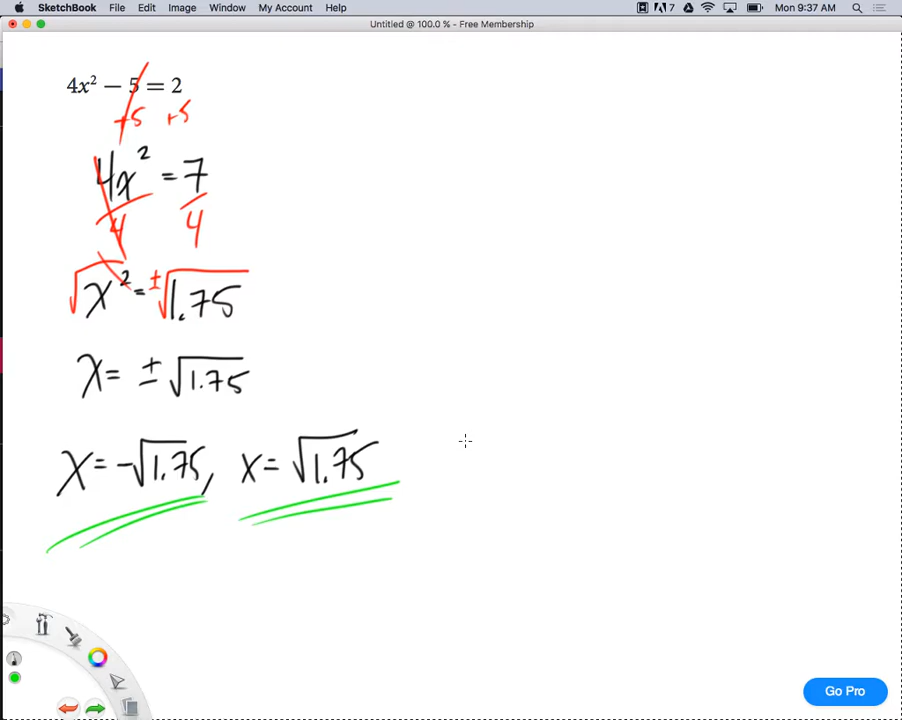 SketchBook File Edit Image Window My Account Help 7 Mon 9:37 AM
Untitled @ 100.0 % - Free Membership
4x² − 5 = 2
+5 +5
4x² = 7
4 4
√x² = ±√1.75
x = ±√1.75
x = -√1.75, x = √1.75
Go Pro